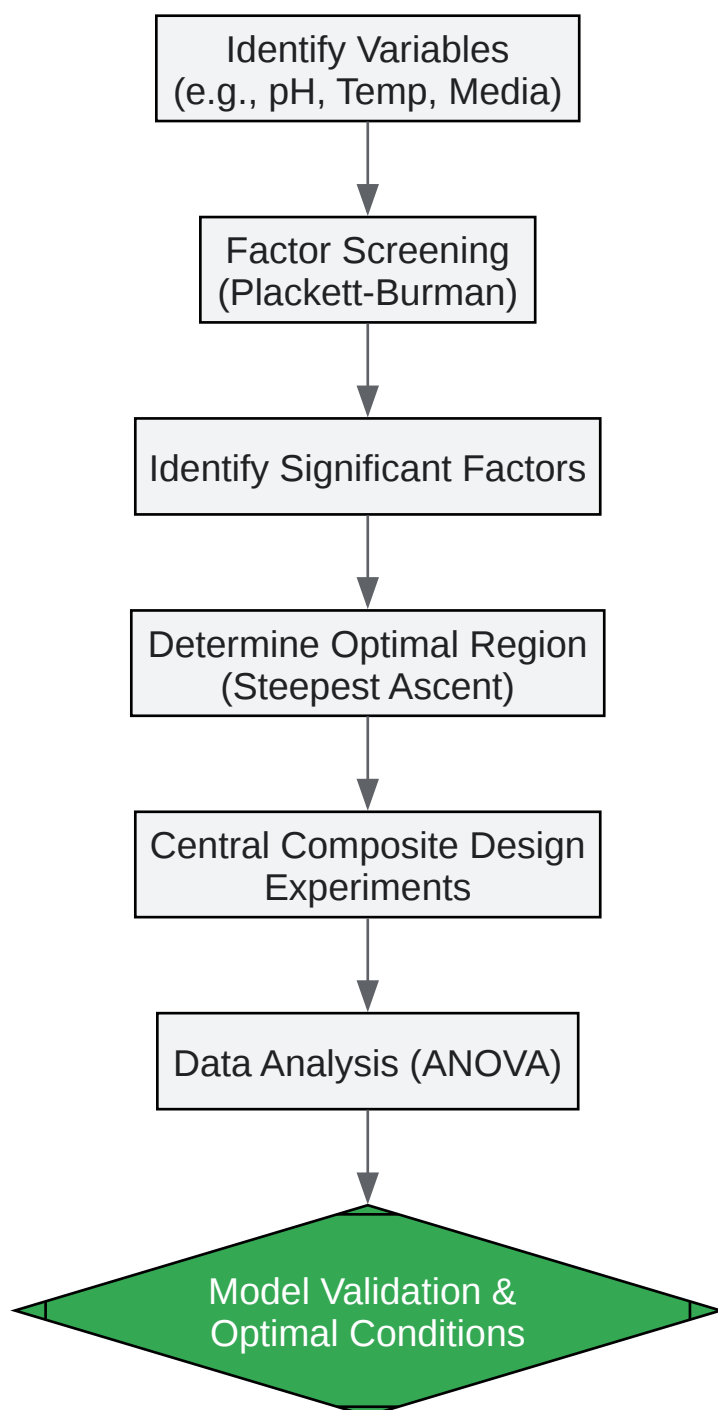 Identify Variables
(e.g., pH, Temp, Media)
Factor Screening
(Plackett-Burman)
Identify Significant Factors
Determine Optimal Region
(Steepest Ascent)
Central Composite Design
Experiments
Data Analysis (ANOVA)
Model Validation &
Optimal Conditions